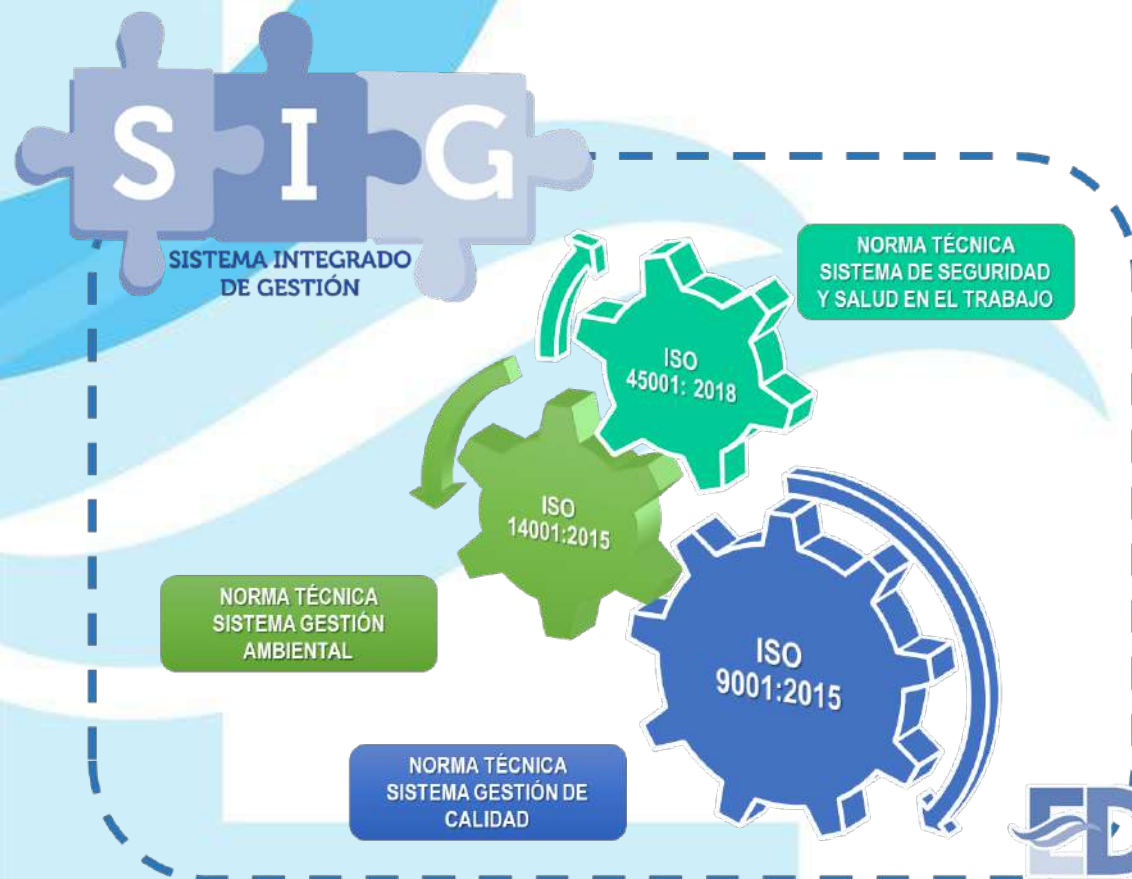 S I G
SISTEMA INTEGRADO
DE GESTIÓN
NORMA TÉCNICA
SISTEMA DE SEGURIDAD
Y SALUD EN EL TRABAJO
ISO
45001: 2018
ISO
14001:2015
NORMA TÉCNICA
SISTEMA GESTIÓN
AMBIENTAL
ISO
9001:2015
NORMA TÉCNICA
SISTEMA GESTIÓN DE
CALIDAD